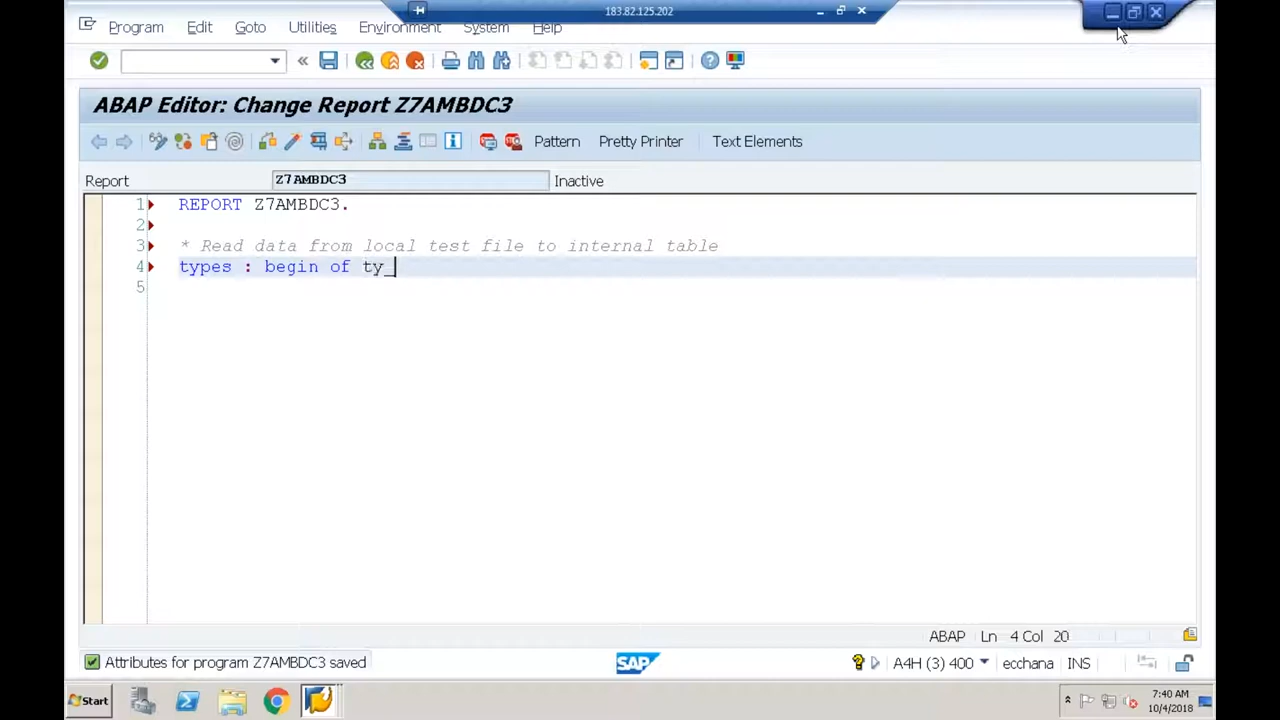 183.82.125.202
Program Edit Goto Utilities Environment System Help
ABAP Editor: Change Report Z7AMBDC3
Pattern Pretty Printer Text Elements
Report Z7AMBDC3 Inactive
1 REPORT Z7AMBDC3.
2
3 * Read data from local test file to internal table
4 types : begin of ty_
5
ABAP Ln 4 Col 20
Attributes for program Z7AMBDC3 saved
SAP
A4H (3) 400 ecchana INS
Start
7:40 AM
10/4/2018